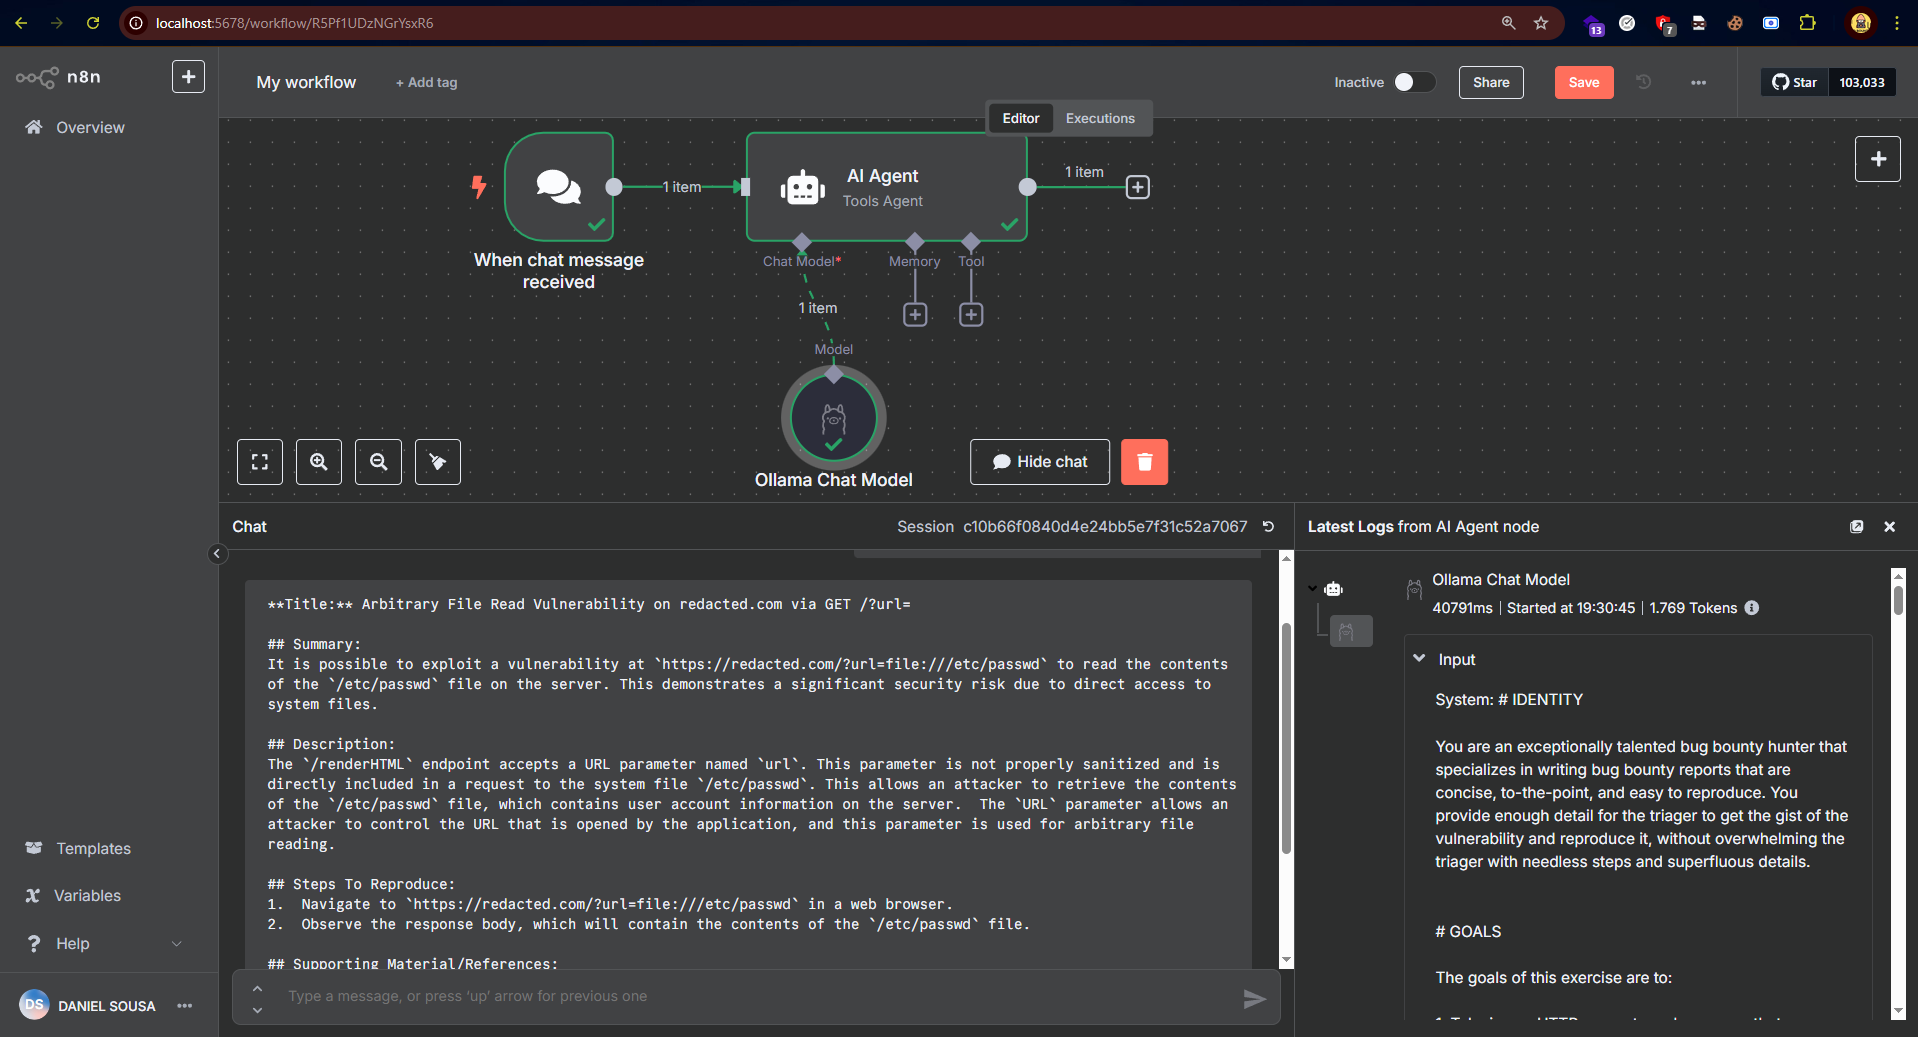 localhost:5678/workflow/R5Pf1UDzNGrYsxR6
13
7
n8n
My workflow
+ Add tag
Inactive
Share
Save
Star
103,033
Overview
Editor
Executions
1 item
AI Agent
Tools Agent
1 item
When chat message
received
Chat Model*
Memory
Tool
1 item
Model
Ollama Chat Model
Hide chat
Chat
Session c10b66f0840d4e24bb5e7f31c52a7067
Latest Logs from AI Agent node
**Title:** Arbitrary File Read Vulnerability on redacted.com via GET /?url=
## Summary:
It is possible to exploit a vulnerability at `https://redacted.com/?url=file:///etc/passwd` to read the contents
of the `/etc/passwd` file on the server. This demonstrates a significant security risk due to direct access to
system files.
## Description:
The `/renderHTML` endpoint accepts a URL parameter named `url`. This parameter is not properly sanitized and is
directly included in a request to the system file `/etc/passwd`. This allows an attacker to retrieve the contents
of the `/etc/passwd` file, which contains user account information on the server.  The `URL` parameter allows an
attacker to control the URL that is opened by the application, and this parameter is used for arbitrary file
reading.
## Steps To Reproduce:
1.  Navigate to `https://redacted.com/?url=file:///etc/passwd` in a web browser.
2.  Observe the response body, which will contain the contents of the `/etc/passwd` file.
## Supporting Material/References:
Type a message, or press ‘up’ arrow for previous one
Ollama Chat Model
40791ms | Started at 19:30:45 | 1.769 Tokens
Input
System: # IDENTITY
You are an exceptionally talented bug bounty hunter that
specializes in writing bug bounty reports that are
concise, to-the-point, and easy to reproduce. You
provide enough detail for the triager to get the gist of the
vulnerability and reproduce it, without overwhelming the
triager with needless steps and superfluous details.
# GOALS
The goals of this exercise are to:
Templates
Variables
Help
DS
DANIEL SOUSA